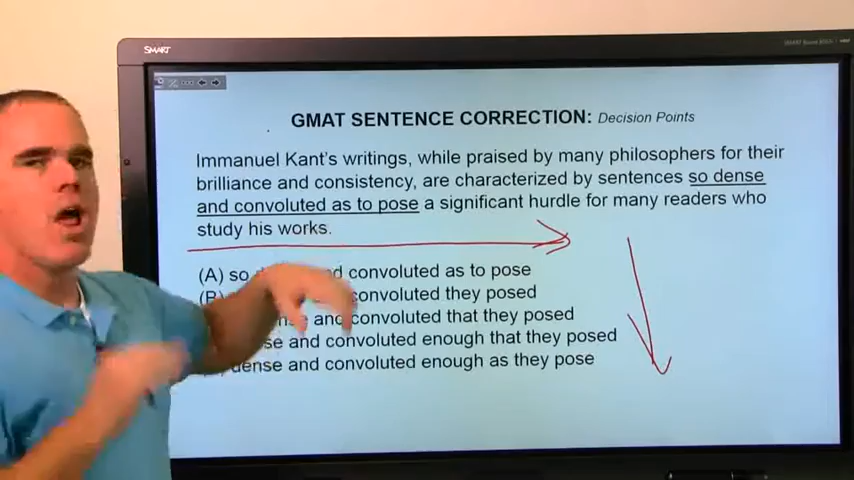 SMART
GMAT SENTENCE CORRECTION: Decision Points
Immanuel Kant's writings, while praised by many philosophers for their
brilliance and consistency, are characterized by sentences so dense
and convoluted as to pose a significant hurdle for many readers who
study his works.
(A) so and convoluted as to pose
convoluted they posed
and convoluted that they posed
and convoluted enough that they posed
dense and convoluted enough as they pose